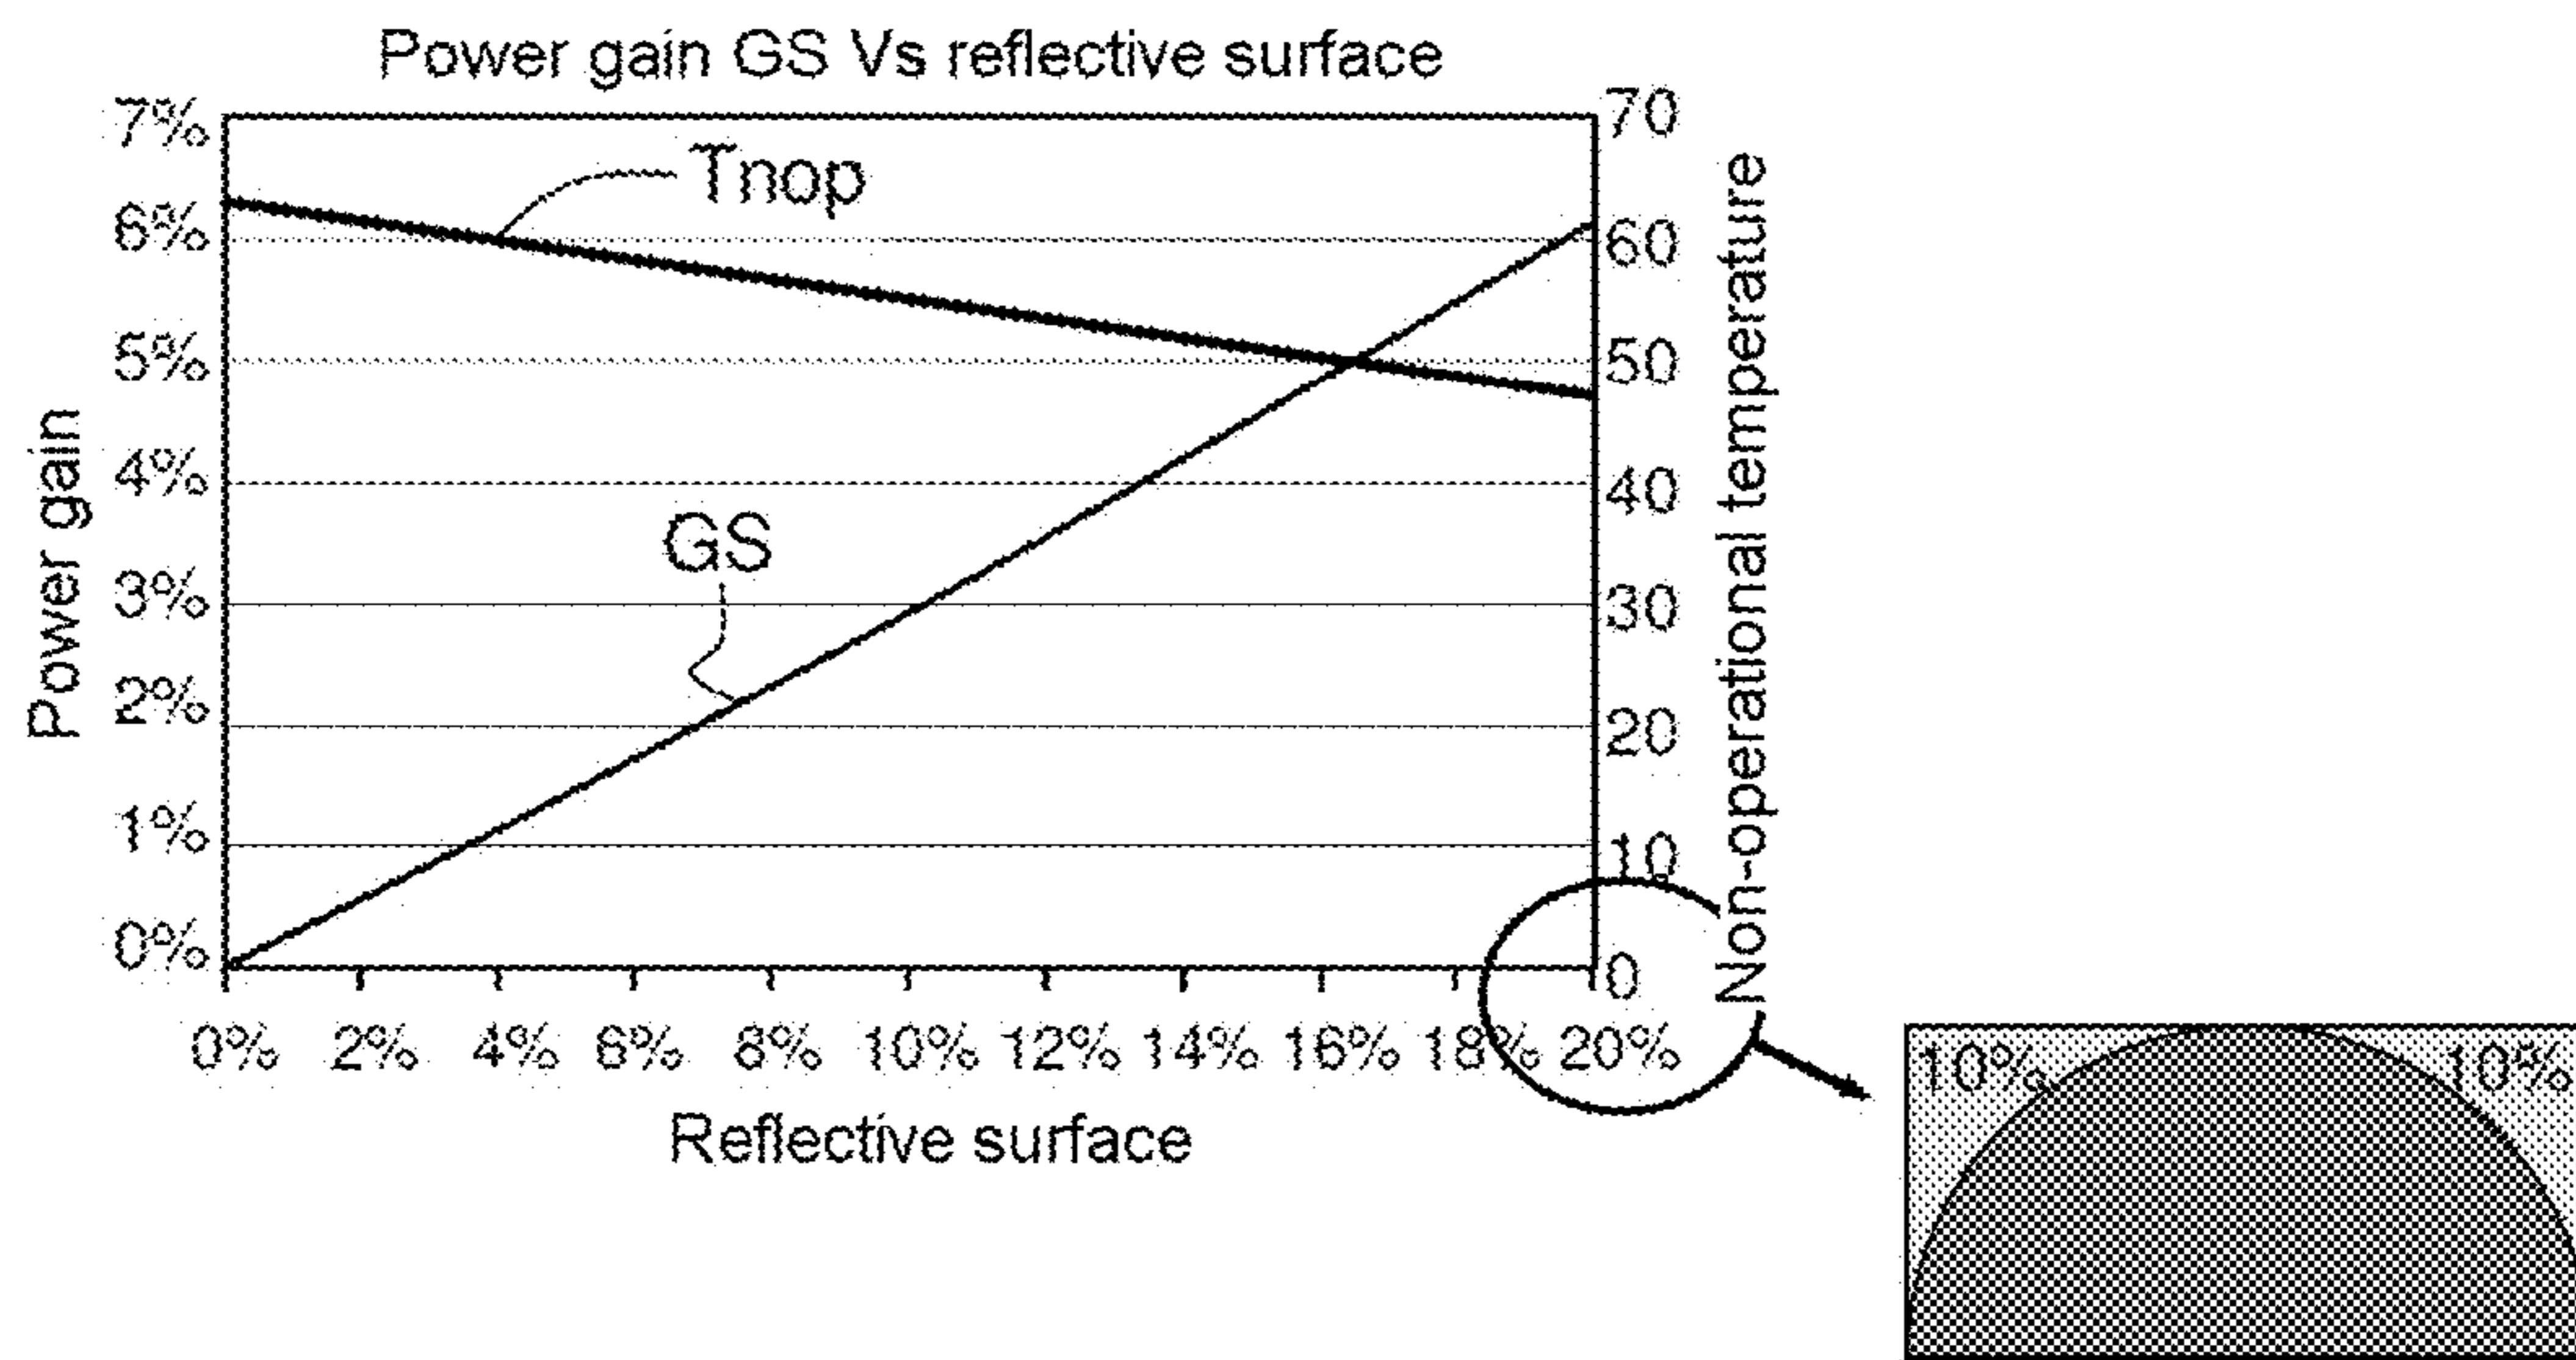 Power gain GS Vs reflective surface
7%
6%
5%
4%
3%
2%
1%
0%
Power gain
Tnop
GS
70
60
50
40
30
20
10
0
Non-operational temperature
0% 2% 4% 6% 8% 10% 12% 14% 16% 18% 20%
Reflective surface
10% 10%